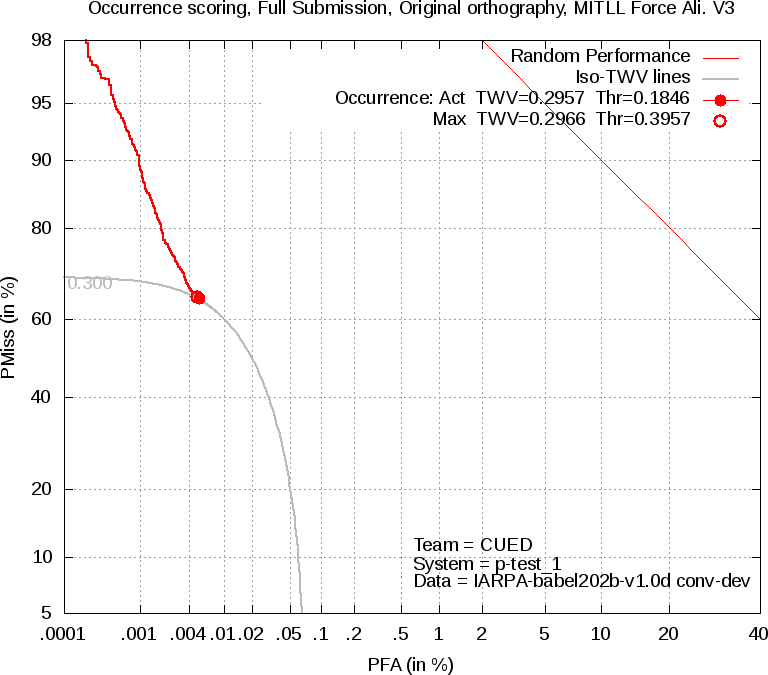 Occurrence scoring, Full Submission, Original orthography, MITLL Force Ali. V3
Random Performance
Iso-TWV lines
Occurrence: Act TWV=0.2957 Thr=0.1846
Max TWV=0.2966 Thr=0.3957
PMiss (in %)
98
95
90
80
60
40
20
10
5
0.300
Team = CUED
System = p-test_1
Data = IARPA-babel202b-v1.0d conv-dev
.0001 .001 .004 .01 .02 .05 .1 .2 .5 1 2 5 10 20 40
PFA (in %)